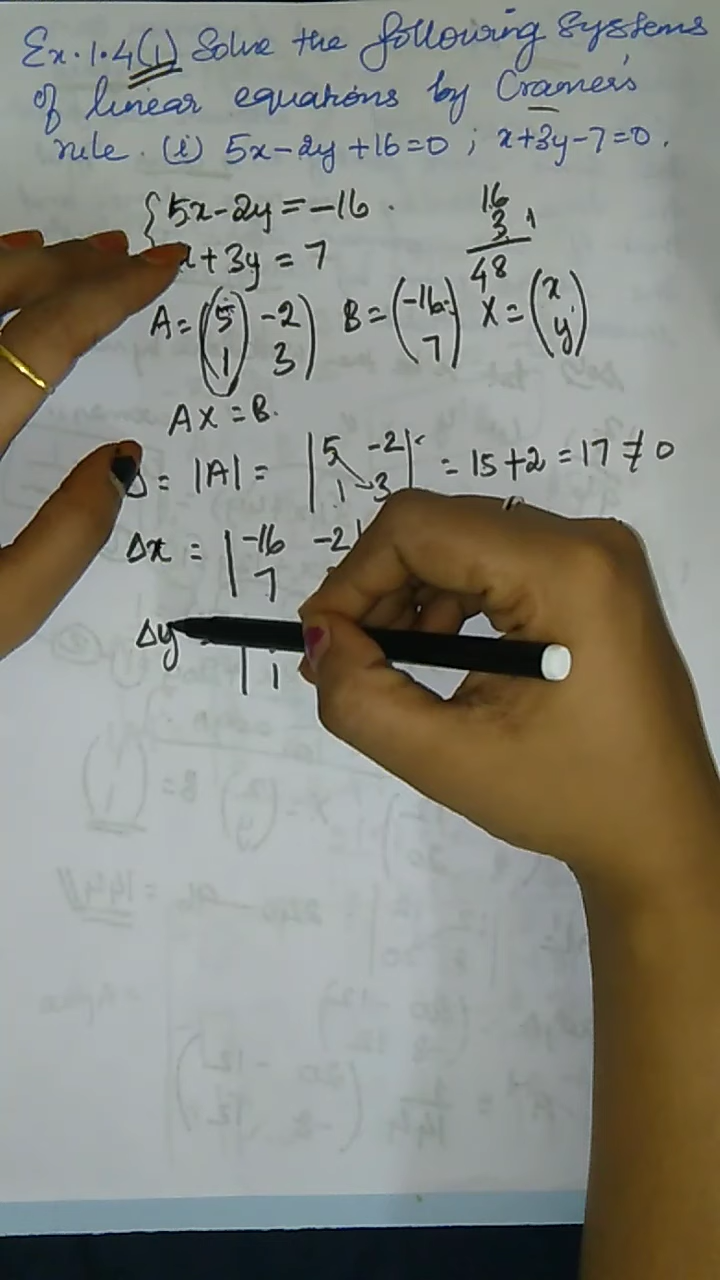 Ex. 1.4(1) Solve the following systems
of linear equations by Cramer's
rule. (i) 5x-2y+16=0 ; x+3y-7=0.
5x-2y = -16
x+3y = 7
16
3
48
A = (5 -2 B = (-16 X = (x
1 3) 7) y)
AX = B.
Δ = |A| = |5 -2| = 15+2 = 17 ≠ 0
1 3
Δx = |-16 -2|
7
Δy
| 1